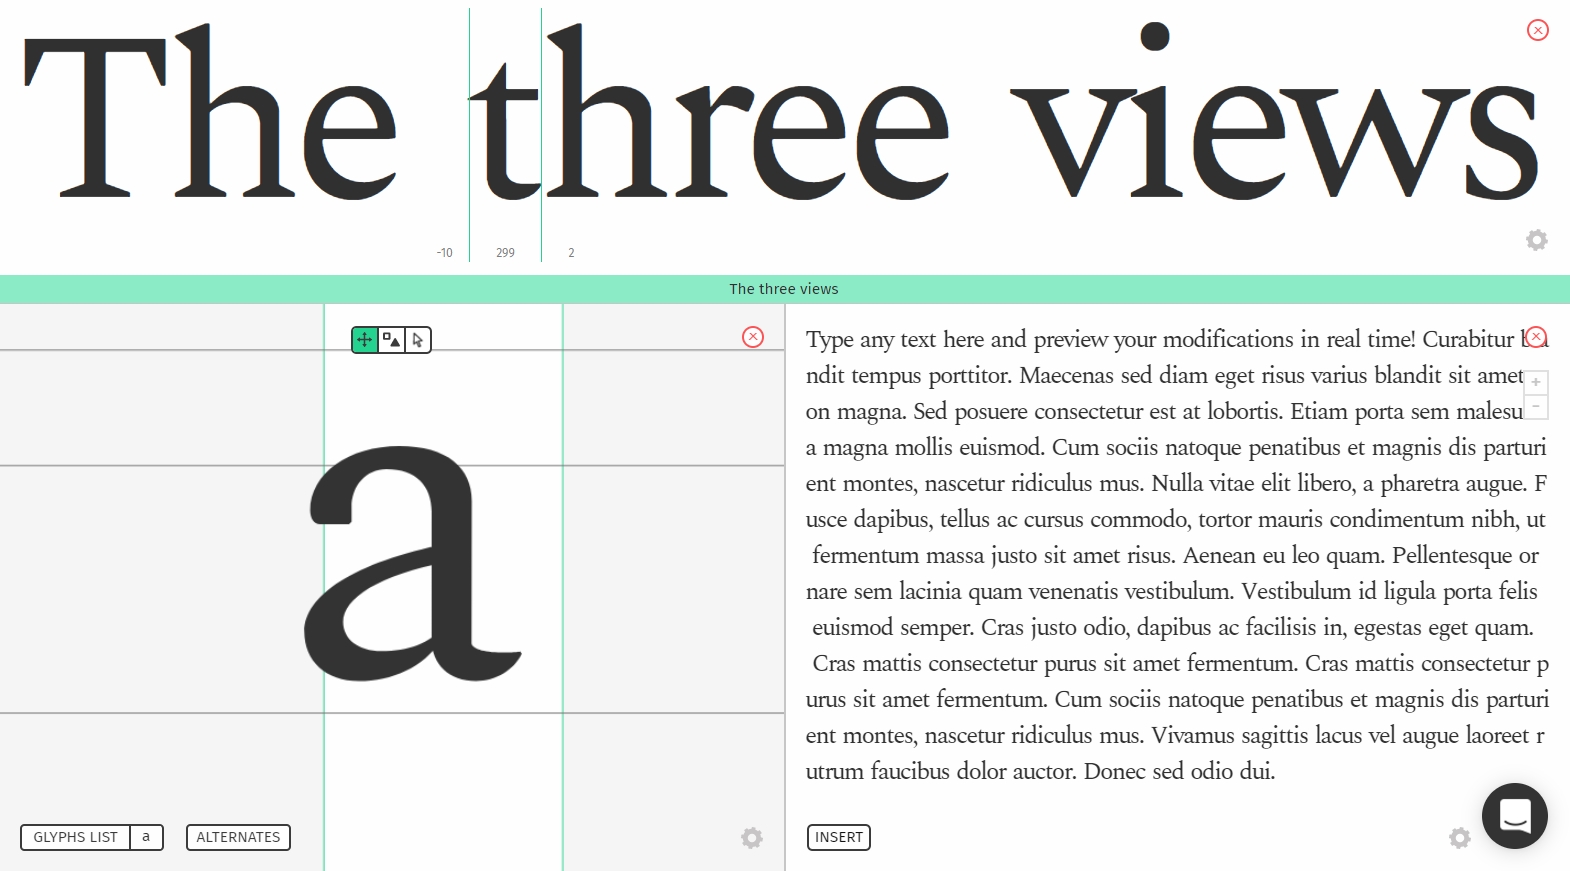 The three views
-10 299 2
The three views
a
GLYPHS LIST a ALTERNATES
Type any text here and preview your modifications in real time! Curabitur b a
ndit tempus porttitor. Maecenas sed diam eget risus varius blandit sit amet
on magna. Sed posuere consectetur est at lobortis. Etiam porta sem malesu
a magna mollis euismod. Cum sociis natoque penatibus et magnis dis parturi
ent montes, nascetur ridiculus mus. Nulla vitae elit libero, a pharetra augue. F
usce dapibus, tellus ac cursus commodo, tortor mauris condimentum nibh, ut
fermentum massa justo sit amet risus. Aenean eu leo quam. Pellentesque or
nare sem lacinia quam venenatis vestibulum. Vestibulum id ligula porta felis
euismod semper. Cras justo odio, dapibus ac facilisis in, egestas eget quam.
Cras mattis consectetur purus sit amet fermentum. Cras mattis consectetur p
urus sit amet fermentum. Cum sociis natoque penatibus et magnis dis parturi
ent montes, nascetur ridiculus mus. Vivamus sagittis lacus vel augue laoreet r
utrum faucibus dolor auctor. Donec sed odio dui.
+
-
INSERT